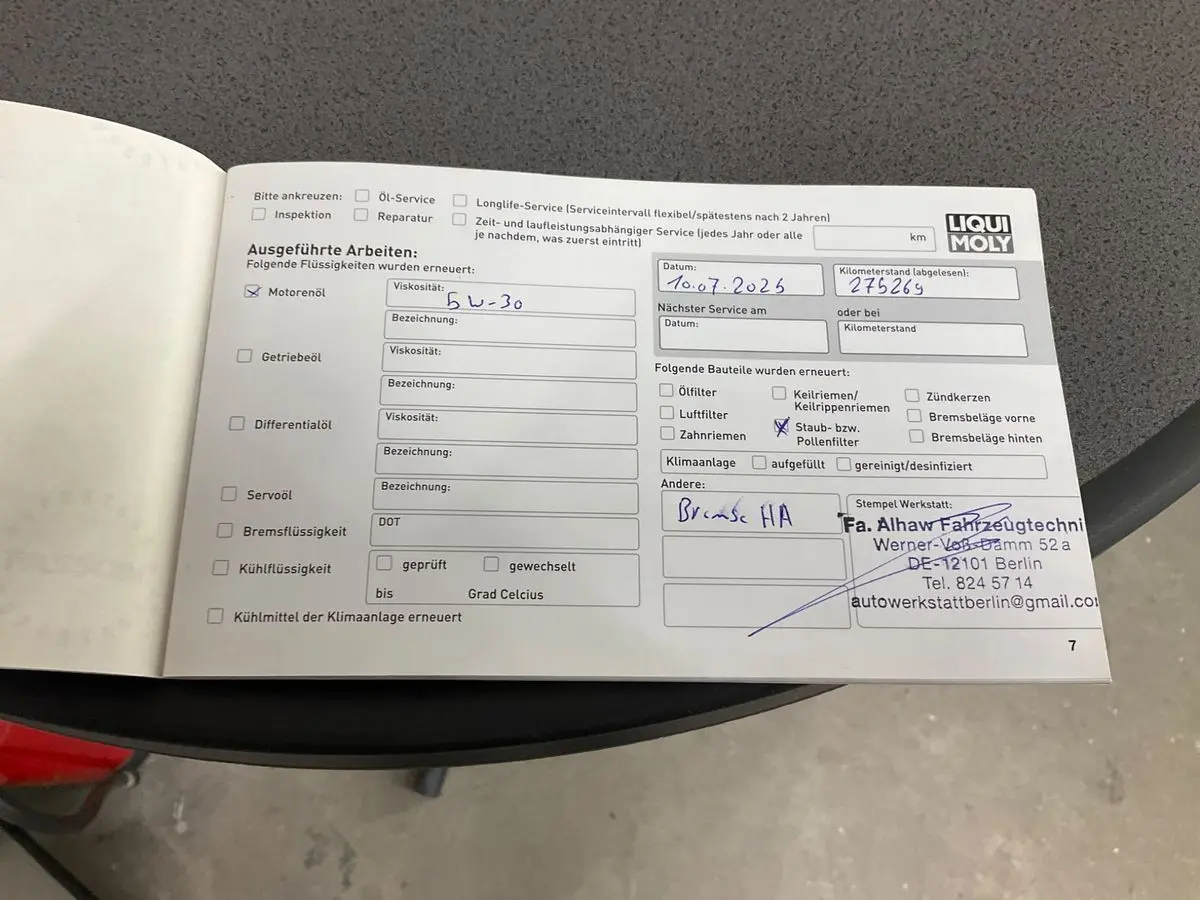 Bitte ankreuzen: Öl-Service Longlife-Service (Serviceintervall flexibel/spätestens nach 2 Jahren)
Inspektion Reparatur Zeit- und laufleistungsabhängiger Service (jedes Jahr oder alle
je nachdem, was zuerst eintritt) km
LIQUI
MOLY
Ausgeführte Arbeiten:
Folgende Flüssigkeiten wurden erneuert:
Motorenöl
Viskosität:
5W-30
Bezeichnung:
Getriebeöl
Viskosität:
Bezeichnung:
Differentialöl
Viskosität:
Bezeichnung:
Servoöl
Bezeichnung:
Bremsflüssigkeit
DOT
Kühlflüssigkeit
geprüft gewechselt
bis Grad Celcius
Kühlmittel der Klimaanlage erneuert
Datum:
10.07.2025
Kilometerstand (abgelesen):
Nächster Service am oder bei
Datum:
Kilometerstand
Folgende Bauteile wurden erneuert:
Ölfilter
Keilriemen/
Keilrippenriemen
Zündkerzen
Luftfilter
Bremsbeläge vorne
Zahnriemen
Staub- bzw.
Pollenfilter
Bremsbeläge hinten
Klimaanlage aufgefüllt gereinigt/desinfiziert
Andere:
Bremse HA
Stempel Werkstatt:
Fa. Alhaw Fahrzeugtechni
Werner-Voß-Damm 52 a
DE-12101 Berlin
Tel. 824 57 14
autowerkstattberlin@gmail.co
7